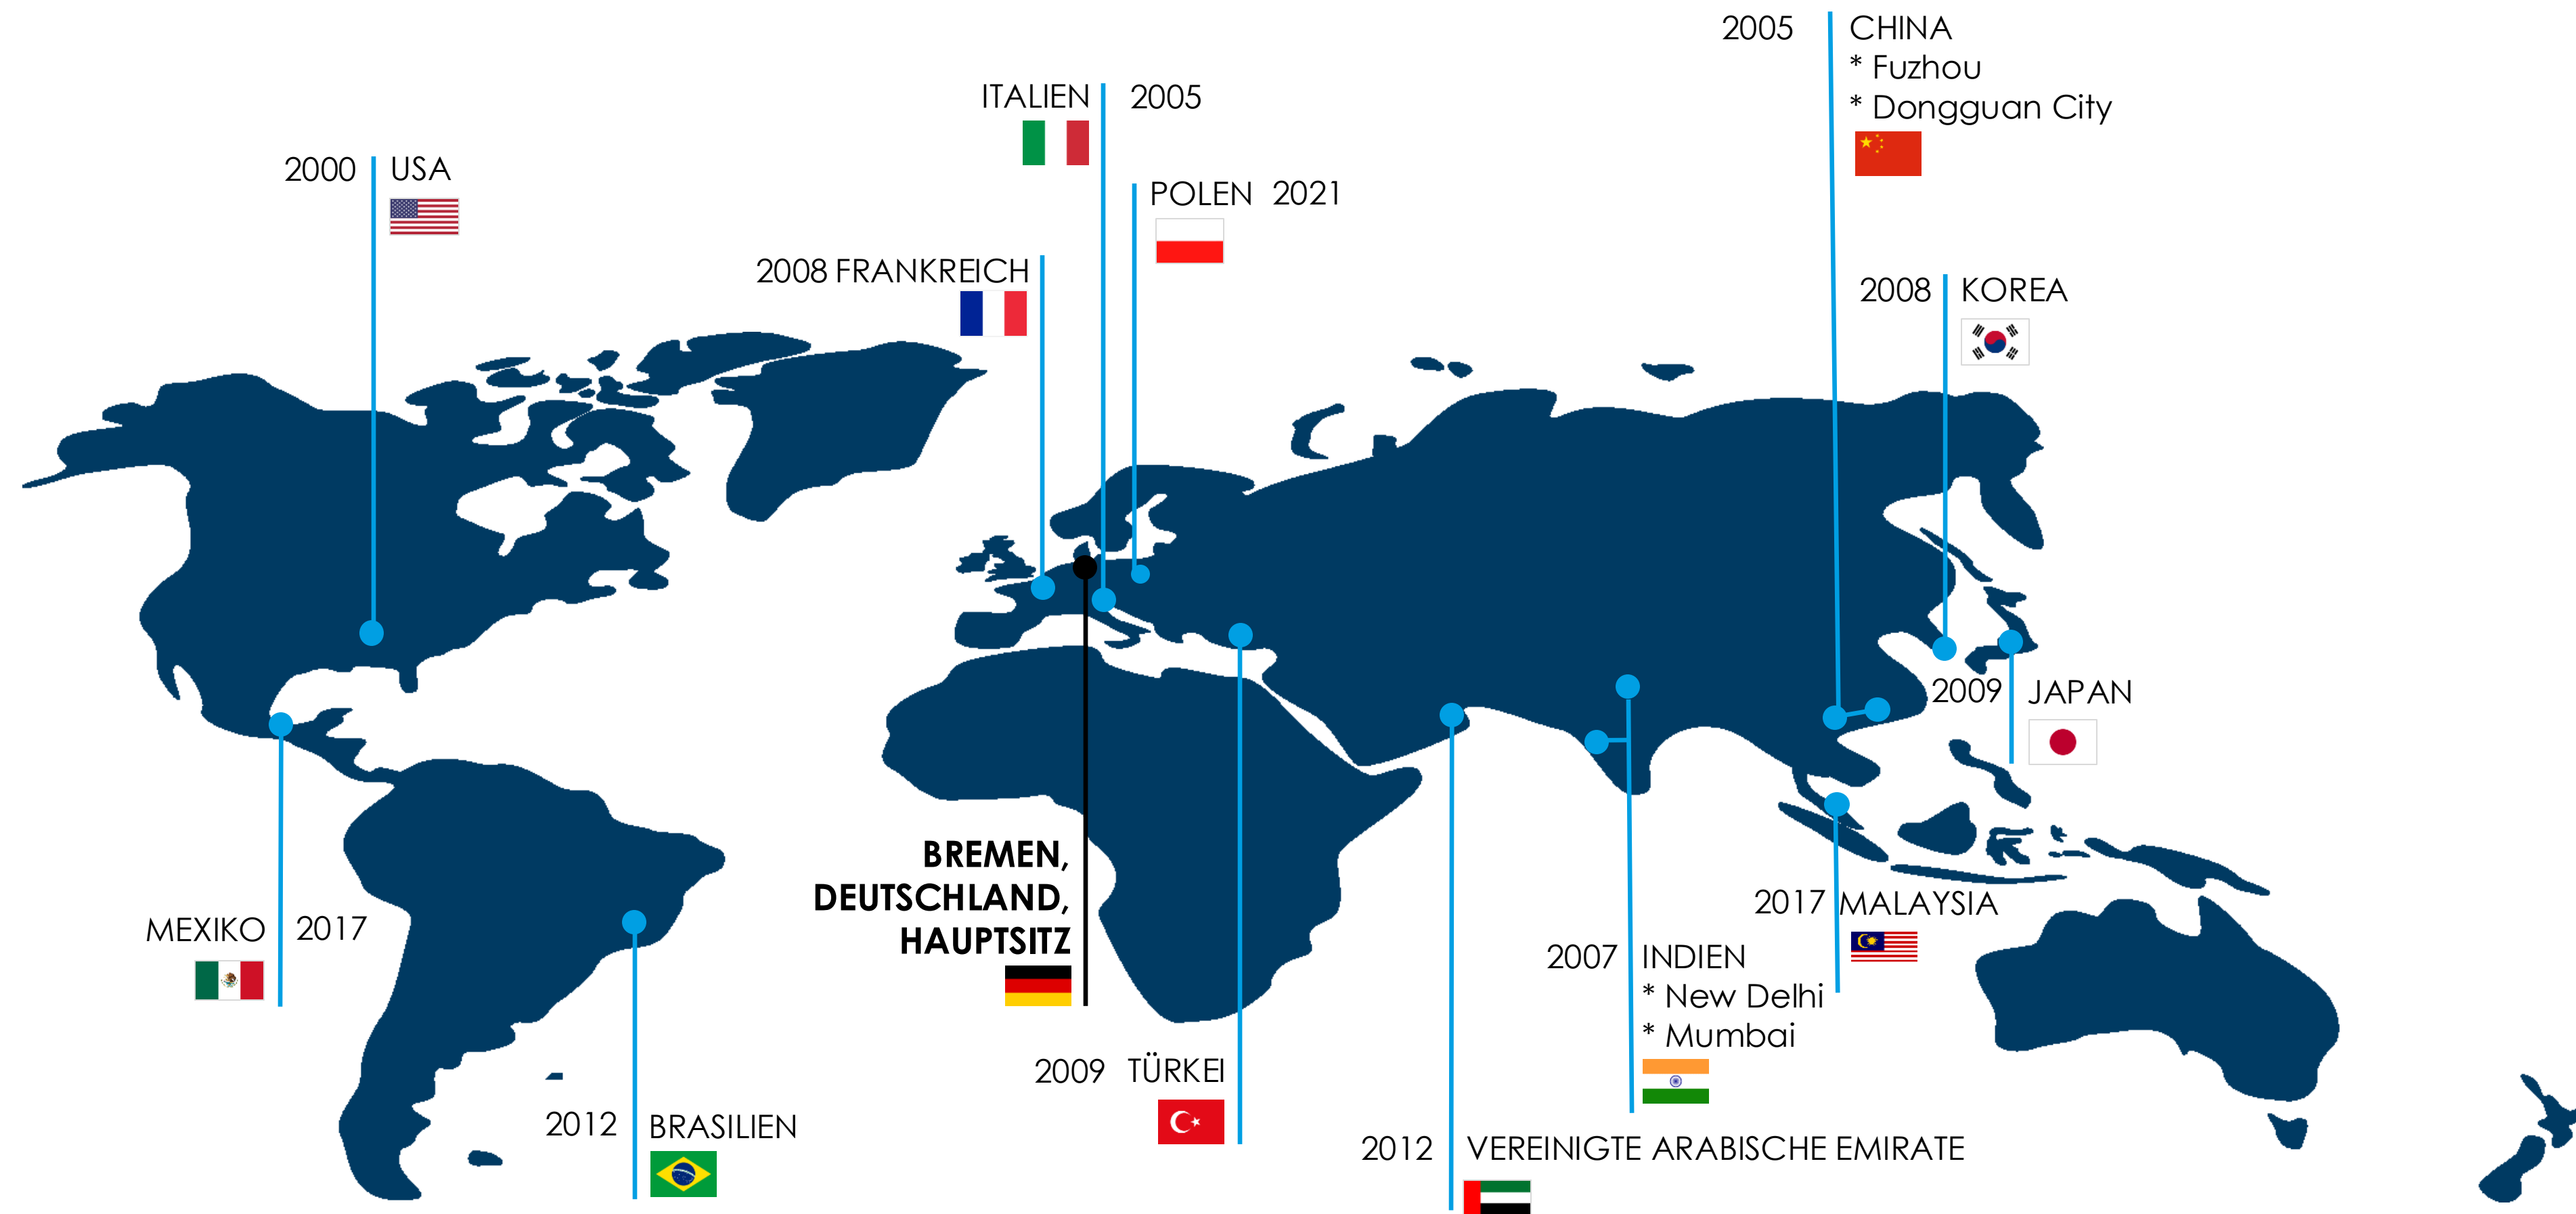 2005 CHINA
* Fuzhou
* Dongguan City
ITALIEN 2005
2000 USA
POLEN 2021
2008 FRANKREICH
2008 KOREA
2009 JAPAN
BREMEN,
DEUTSCHLAND,
HAUPTSITZ
2017 MALAYSIA
MEXIKO 2017
2007 INDIEN
* New Delhi
* Mumbai
2009 TÜRKEI
2012 BRASILIEN
2012 VEREINIGTE ARABISCHE EMIRATE